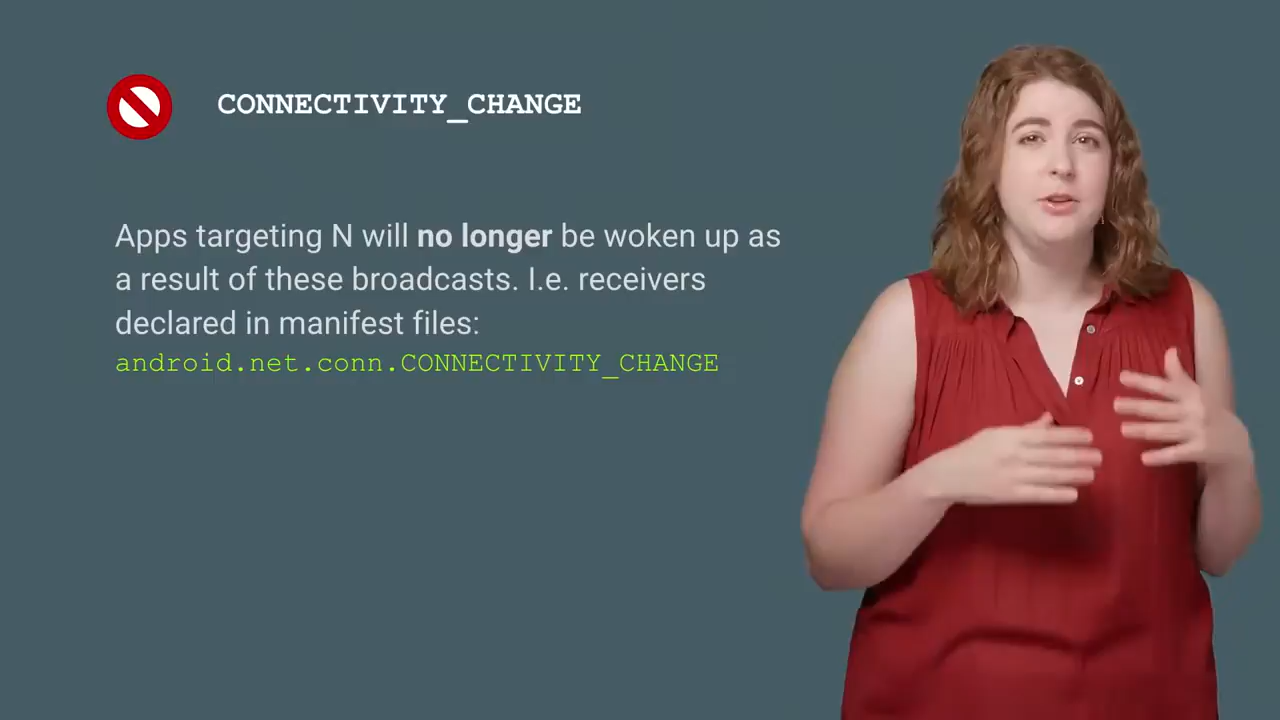 CONNECTIVITY_CHANGE
Apps targeting N will no longer be woken up as
a result of these broadcasts. I.e. receivers
declared in manifest files:
android.net.conn.CONNECTIVITY_CHANGE